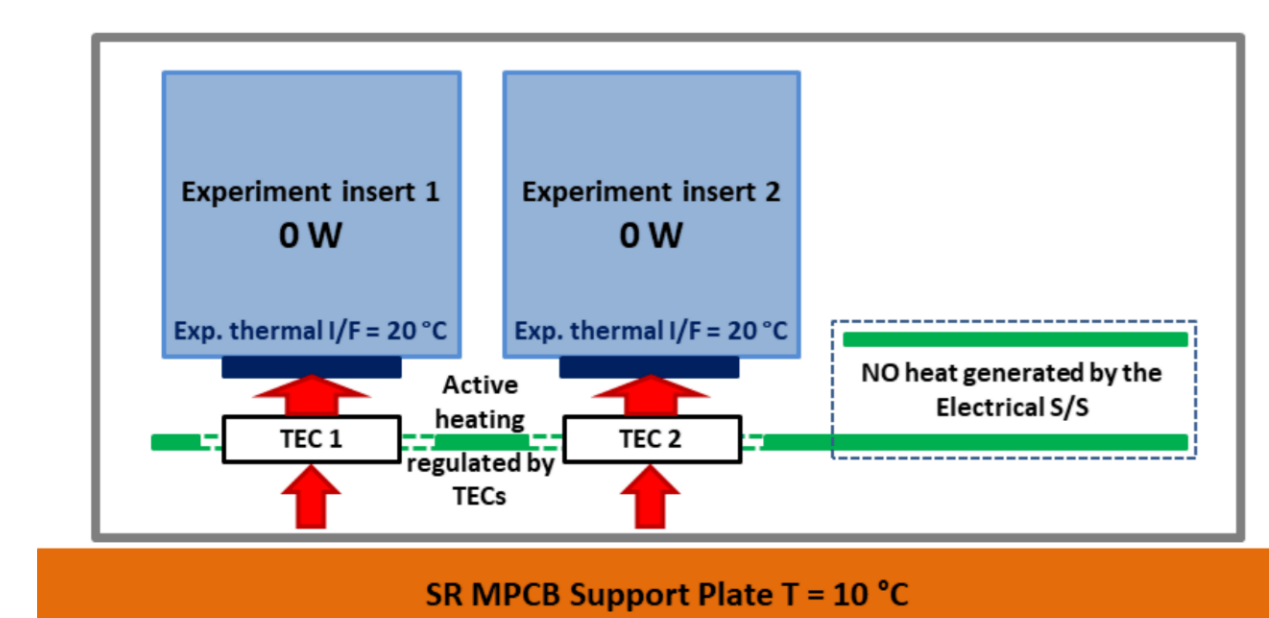 Experiment insert 1
0 W
Exp. thermal I/F = 20 °C
Experiment insert 2
0 W
Exp. thermal I/F = 20 °C
Active
heating
regulated by
TECs
TEC 1
TEC 2
NO heat generated by the
Electrical S/S
SR MPCB Support Plate T = 10 °C